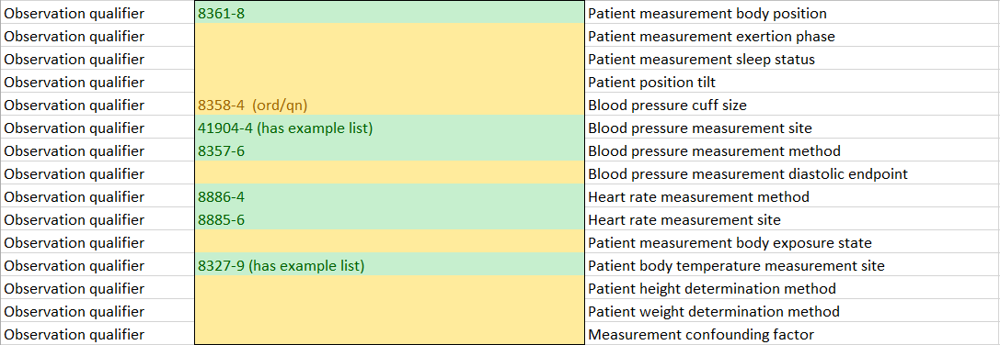 Observation qualifier 8361-8 Patient measurement body position
Observation qualifier Patient measurement exertion phase
Observation qualifier Patient measurement sleep status
Observation qualifier Patient position tilt
Observation qualifier 8358-4 (ord/qn) Blood pressure cuff size
Observation qualifier 41904-4 (has example list) Blood pressure measurement site
Observation qualifier 8357-6 Blood pressure measurement method
Observation qualifier Blood pressure measurement diastolic endpoint
Observation qualifier 8886-4 Heart rate measurement method
Observation qualifier 8885-6 Heart rate measurement site
Observation qualifier Patient measurement body exposure state
Observation qualifier 8327-9 (has example list) Patient body temperature measurement site
Observation qualifier Patient height determination method
Observation qualifier Patient weight determination method
Observation qualifier Measurement confounding factor